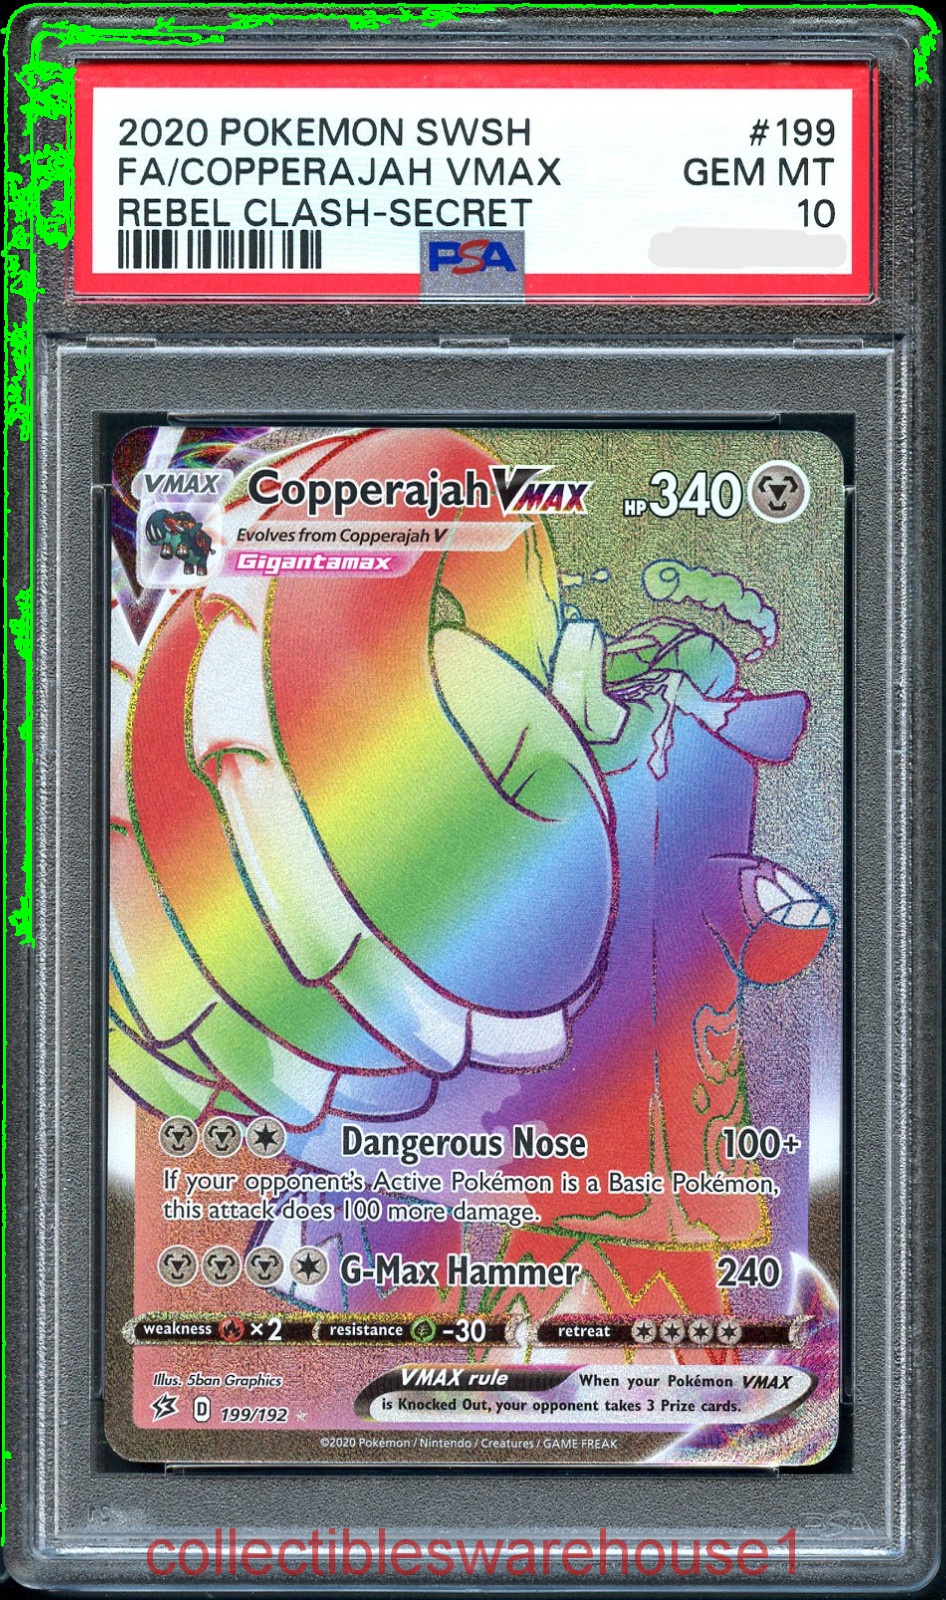 2020 POKEMON SWSH #199
FA/COPPERAJAH VMAX GEM MT
REBEL CLASH-SECRET 10
PSA
VMAX Copperajah VMAX HP 340
Evolves from Copperajah V
Gigantamax
Dangerous Nose 100+
If your opponent's Active Pokémon is a Basic Pokémon,
this attack does 100 more damage.
G-Max Hammer 240
weakness ×2 resistance -30 retreat
Illus. 5ban Graphics
VMAX rule When your Pokémon VMAX
is Knocked Out, your opponent takes 3 Prize cards.
D 199/192
©2020 Pokémon / Nintendo / Creatures / GAME FREAK
PSA
collectibleswarehouse1